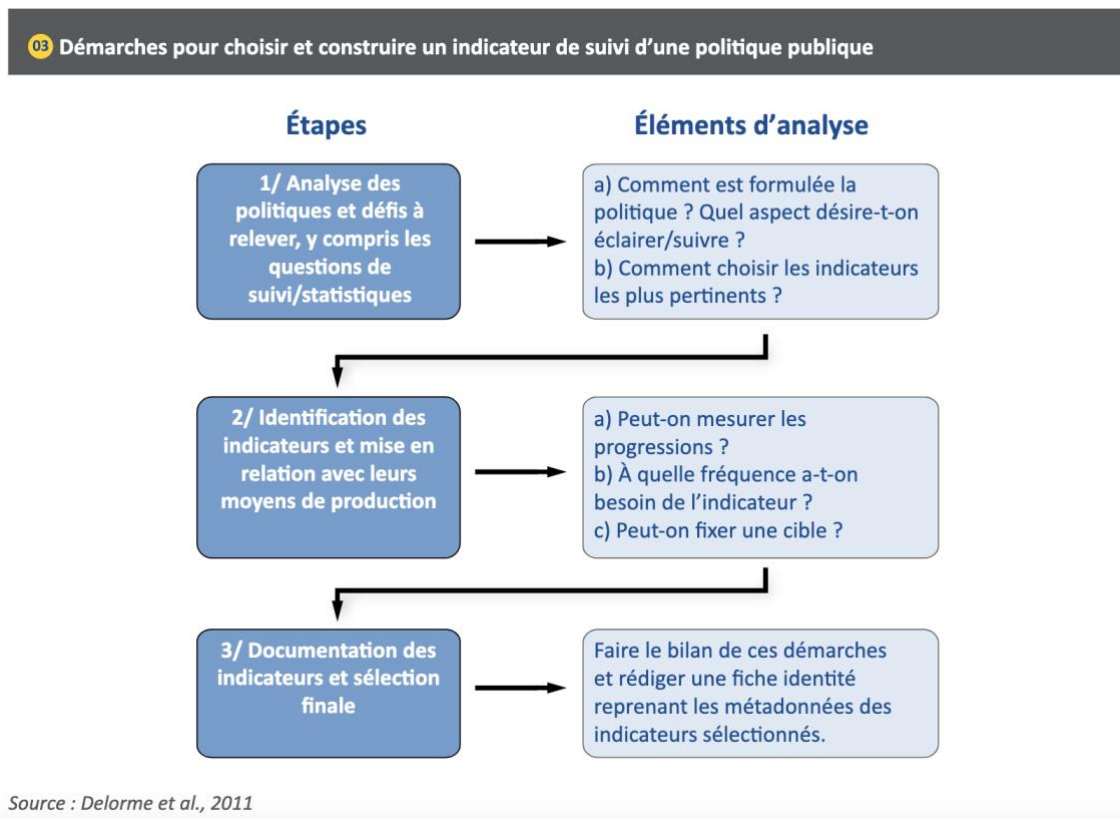 03 Démarches pour choisir et construire un indicateur de suivi d’une politique publique
Étapes
Éléments d’analyse
1/ Analyse des
politiques et défis à
relever, y compris les
questions de
suivi/statistiques
a) Comment est formulée la
politique ? Quel aspect désire-t-on
éclairer/suivre ?
b) Comment choisir les indicateurs
les plus pertinents ?
2/ Identification des
indicateurs et mise en
relation avec leurs
moyens de production
a) Peut-on mesurer les
progressions ?
b) À quelle fréquence a-t-on
besoin de l’indicateur ?
c) Peut-on fixer une cible ?
3/ Documentation des
indicateurs et sélection
finale
Faire le bilan de ces démarches
et rédiger une fiche identité
reprenant les métadonnées des
indicateurs sélectionnés.
Source : Delorme et al., 2011